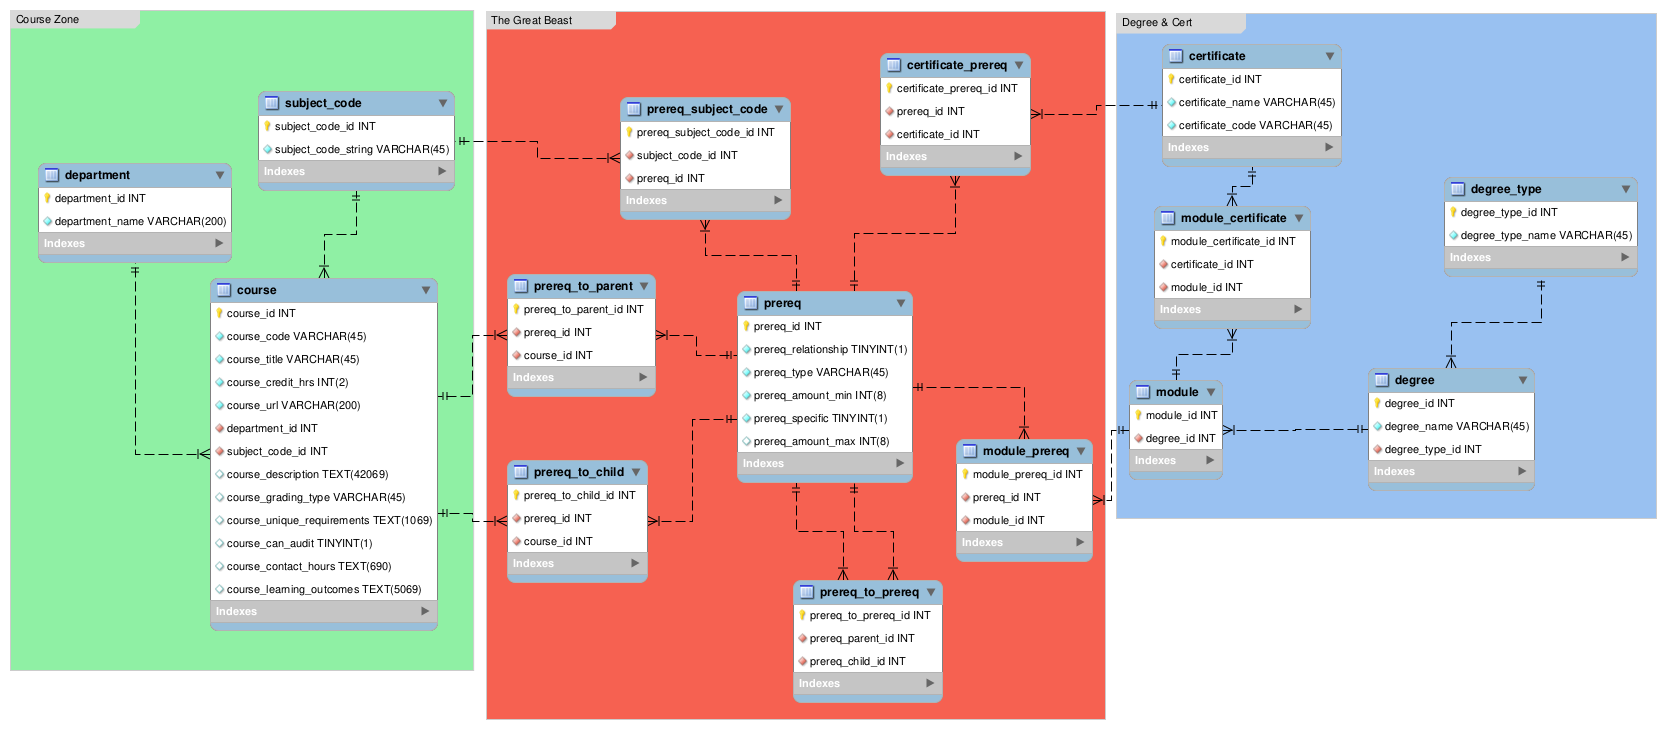 Course Zone
subject_code
subject_code_id INT
subject_code_string VARCHAR(45)
Indexes
department
department_id INT
department_name VARCHAR(200)
Indexes
course
course_id INT
course_code VARCHAR(45)
course_title VARCHAR(45)
course_credit_hrs INT(2)
course_url VARCHAR(200)
department_id INT
subject_code_id INT
course_description TEXT(42069)
course_grading_type VARCHAR(45)
course_unique_requirements TEXT(1069)
course_can_audit TINYINT(1)
course_contact_hours TEXT(690)
course_learning_outcomes TEXT(5069)
Indexes
The Great Beast
certificate_prereq
certificate_prereq_id INT
prereq_id INT
certificate_id INT
Indexes
prereq_subject_code
prereq_subject_code_id INT
subject_code_id INT
prereq_id INT
Indexes
prereq_to_parent
prereq_to_parent_id INT
prereq_id INT
course_id INT
Indexes
prereq
prereq_id INT
prereq_relationship TINYINT(1)
prereq_type VARCHAR(45)
prereq_amount_min INT(8)
prereq_specific TINYINT(1)
prereq_amount_max INT(8)
Indexes
prereq_to_child
prereq_to_child_id INT
prereq_id INT
course_id INT
Indexes
module_prereq
module_prereq_id INT
prereq_id INT
module_id INT
Indexes
prereq_to_prereq
prereq_to_prereq_id INT
prereq_parent_id INT
prereq_child_id INT
Indexes
Degree & Cert
certificate
certificate_id INT
certificate_name VARCHAR(45)
certificate_code VARCHAR(45)
Indexes
module_certificate
module_certificate_id INT
certificate_id INT
module_id INT
Indexes
degree_type
degree_type_id INT
degree_type_name VARCHAR(45)
Indexes
module
module_id INT
degree_id INT
Indexes
degree
degree_id INT
degree_name VARCHAR(45)
degree_type_id INT
Indexes